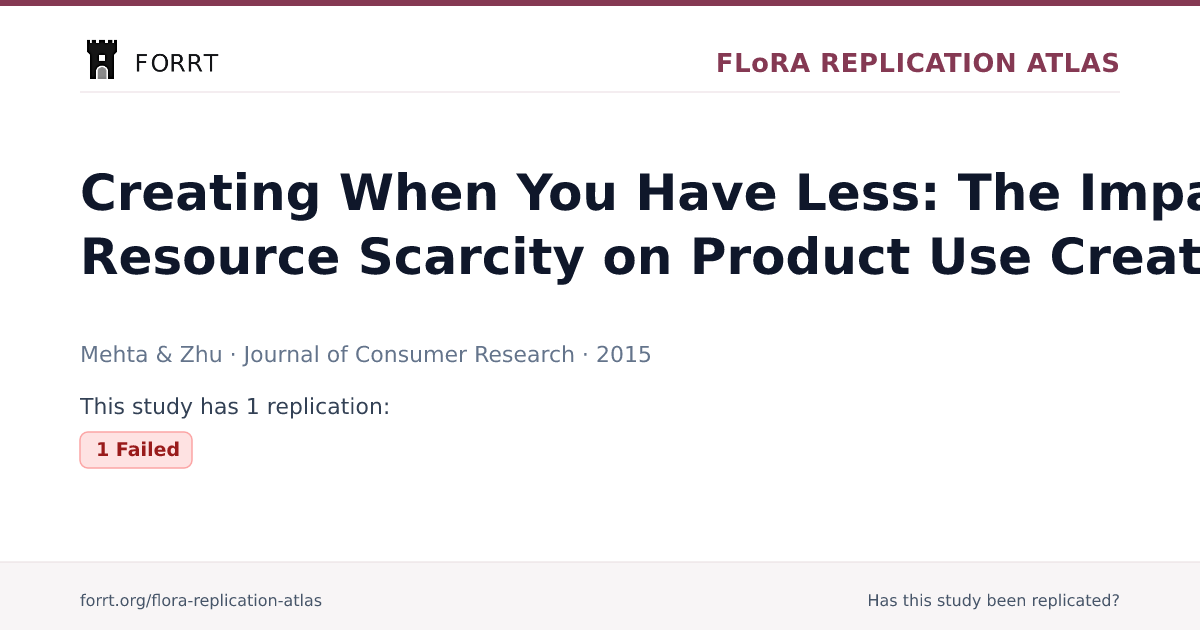 FORRT
FLoRA REPLICATION ATLAS
Creating When You Have Less: The Impa
Resource Scarcity on Product Use Creat
Mehta & Zhu · Journal of Consumer Research · 2015
This study has 1 replication:
1 Failed
forrt.org/flora-replication-atlas
Has this study been replicated?